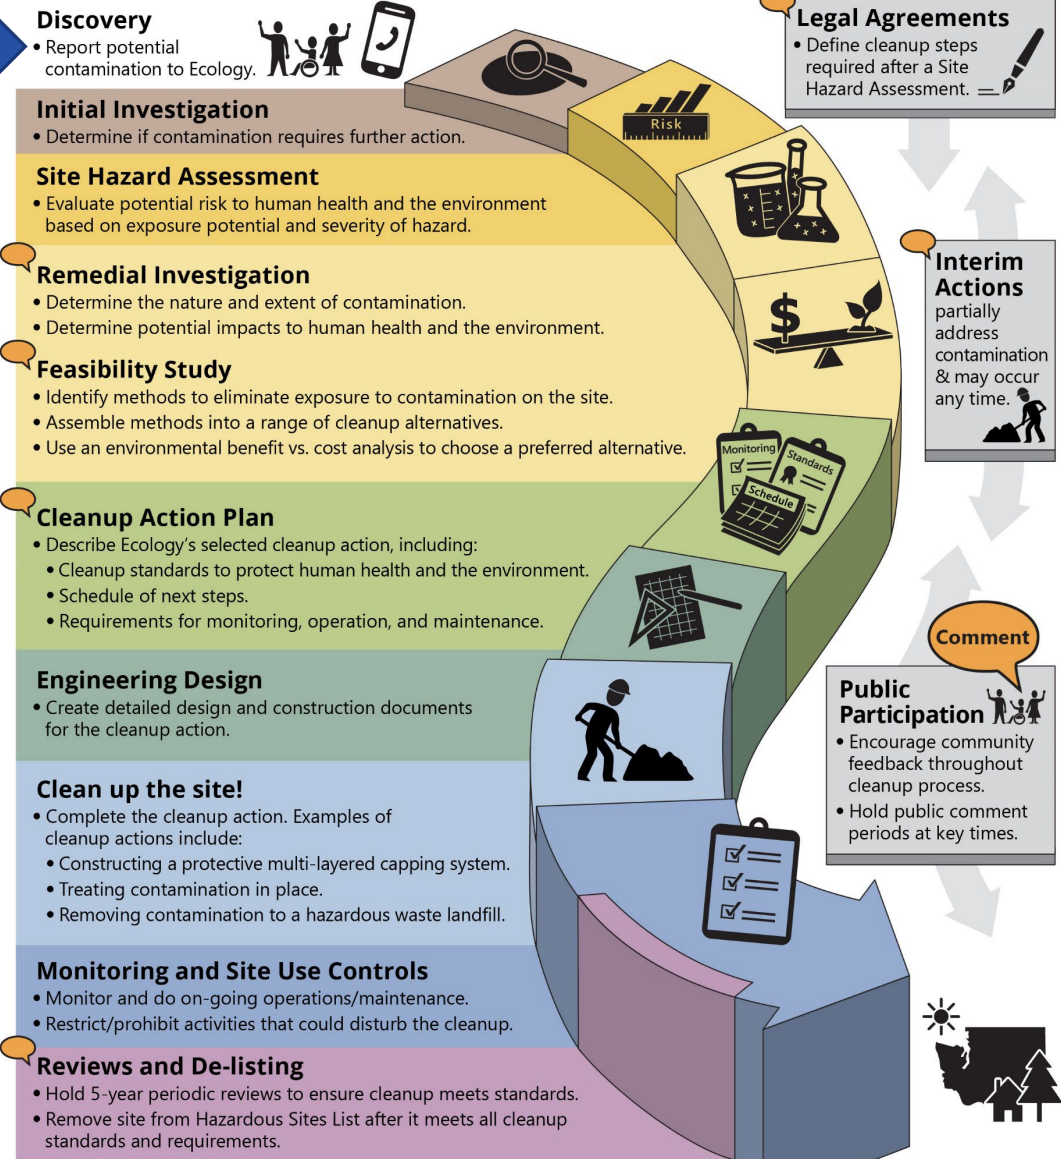 Discovery
• Report potential
contamination to Ecology.
Initial Investigation
• Determine if contamination requires further action.
Site Hazard Assessment
• Evaluate potential risk to human health and the environment
based on exposure potential and severity of hazard.
Remedial Investigation
• Determine the nature and extent of contamination.
• Determine potential impacts to human health and the environment.
Feasibility Study
• Identify methods to eliminate exposure to contamination on the site.
• Assemble methods into a range of cleanup alternatives.
• Use an environmental benefit vs. cost analysis to choose a preferred alternative.
Cleanup Action Plan
• Describe Ecology's selected cleanup action, including:
• Cleanup standards to protect human health and the environment.
• Schedule of next steps.
• Requirements for monitoring, operation, and maintenance.
Engineering Design
• Create detailed design and construction documents
for the cleanup action.
Clean up the site!
• Complete the cleanup action. Examples of
cleanup actions include:
• Constructing a protective multi-layered capping system.
• Treating contamination in place.
• Removing contamination to a hazardous waste landfill.
Monitoring and Site Use Controls
• Monitor and do on-going operations/maintenance.
• Restrict/prohibit activities that could disturb the cleanup.
Reviews and De-listing
• Hold 5-year periodic reviews to ensure cleanup meets standards.
• Remove site from Hazardous Sites List after it meets all cleanup
standards and requirements.
Risk
$
Monitoring
Standards
Schedule
Legal Agreements
• Define cleanup steps
required after a Site
Hazard Assessment.
Interim
Actions
partially
address
contamination
& may occur
any time.
Comment
Public
Participation
• Encourage community
feedback throughout
cleanup process.
• Hold public comment
periods at key times.